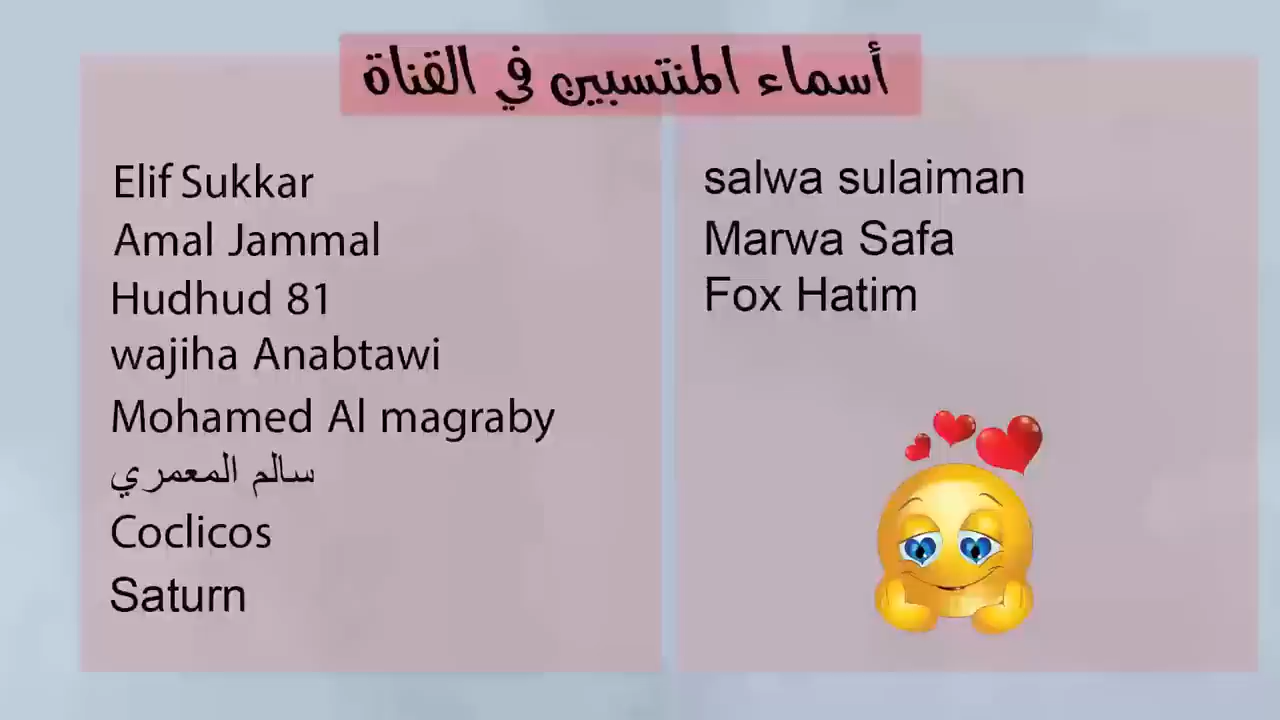 أسماء المنتسبين في القناة
Elif Sukkar
Amal Jammal
Hudhud 81
wajiha Anabtawi
Mohamed Al magraby
سالم المعمري
Coclicos
Saturn
salwa sulaiman
Marwa Safa
Fox Hatim